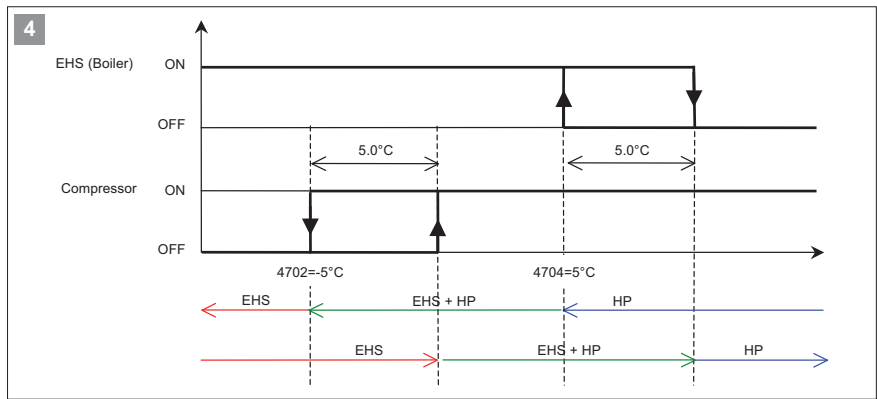 4
EHS (Boiler) ON
OFF
5.0°C 5.0°C
Compressor ON
OFF
4702=-5°C 4704=5°C
EHS EHS + HP HP
EHS EHS + HP HP